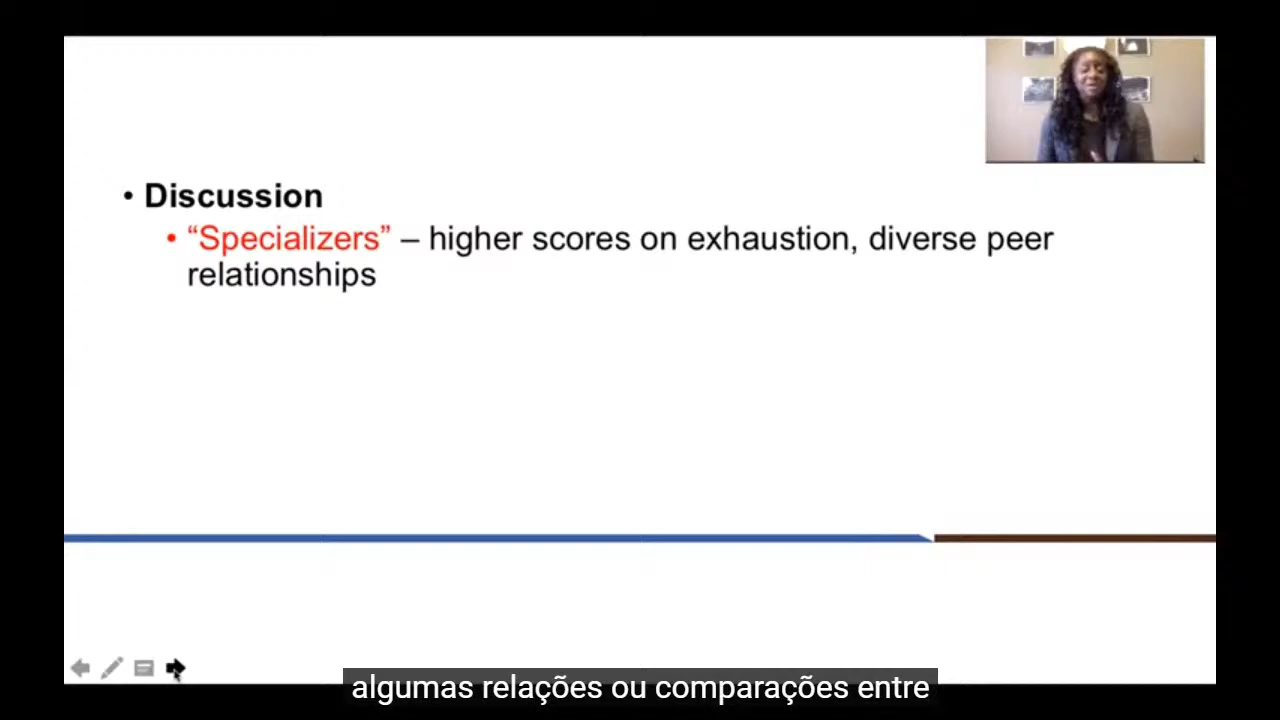 • Discussion
• “Specializers” – higher scores on exhaustion, diverse peer
relationships
algumas relações ou comparações entre